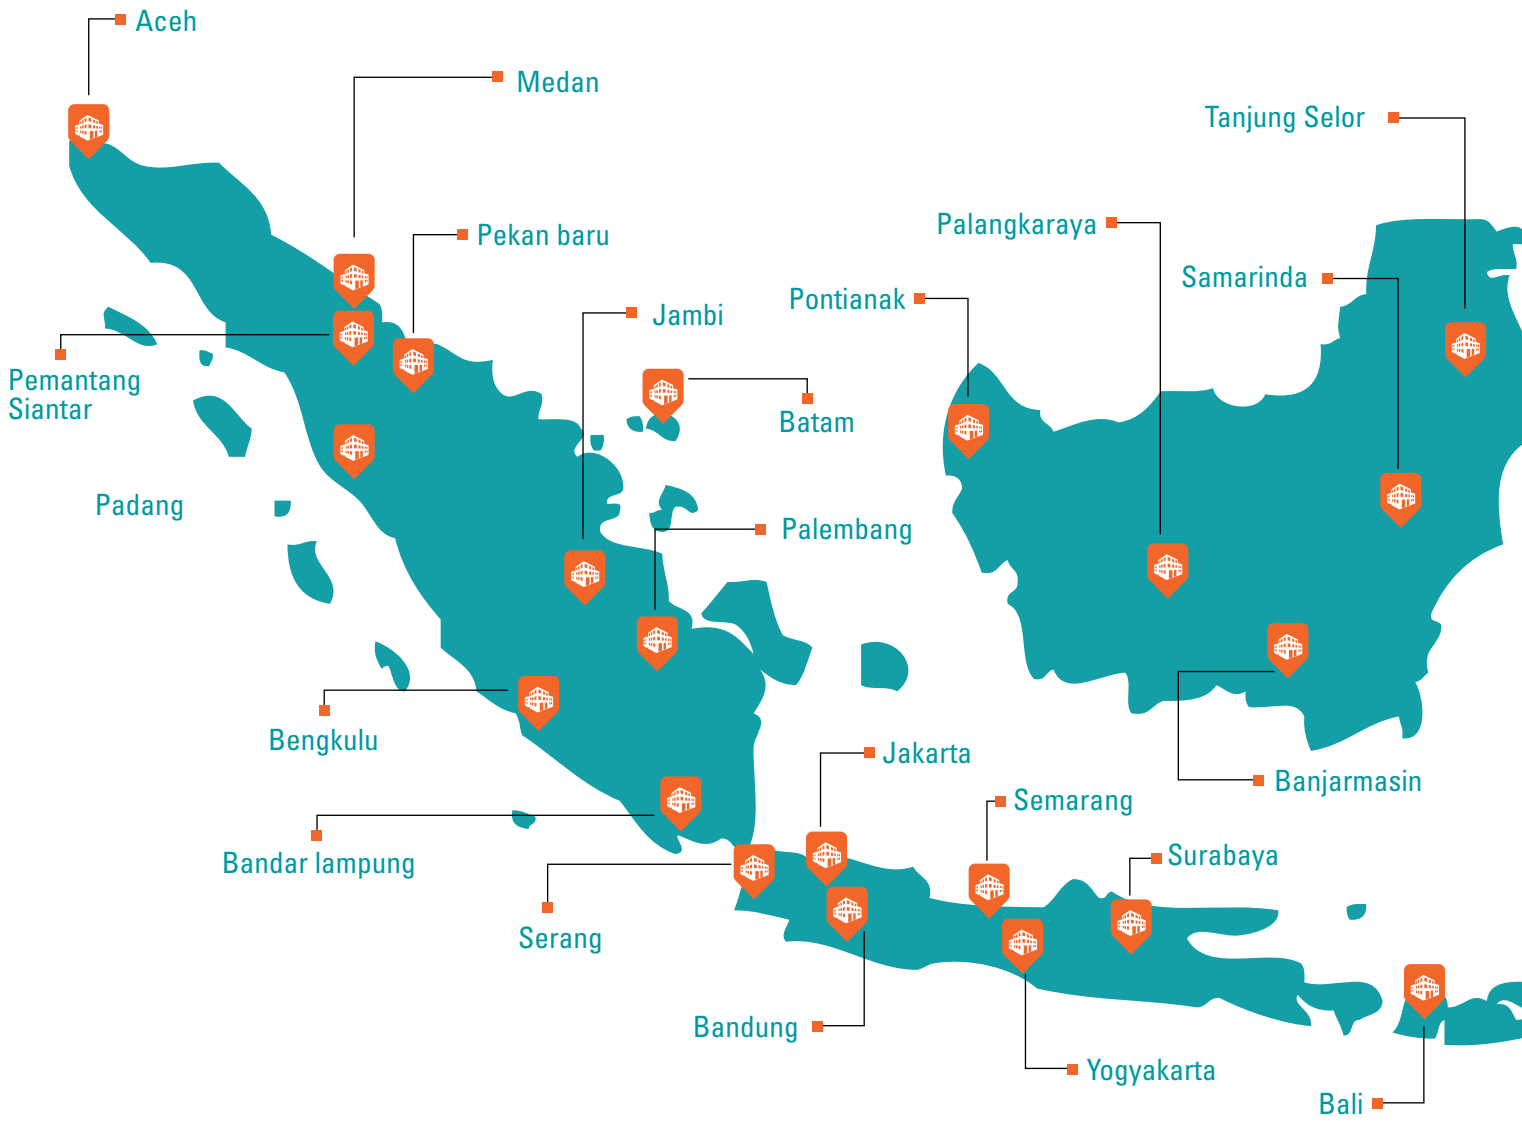 Aceh
Medan
Tanjung Selor
Palangkaraya
Pekan baru
Samarinda
Pontianak
Jambi
Pemantang
Siantar
Batam
Padang
Palembang
Bengkulu
Jakarta
Banjarmasin
Semarang
Surabaya
Bandar lampung
Serang
Bandung
Yogyakarta
Bali